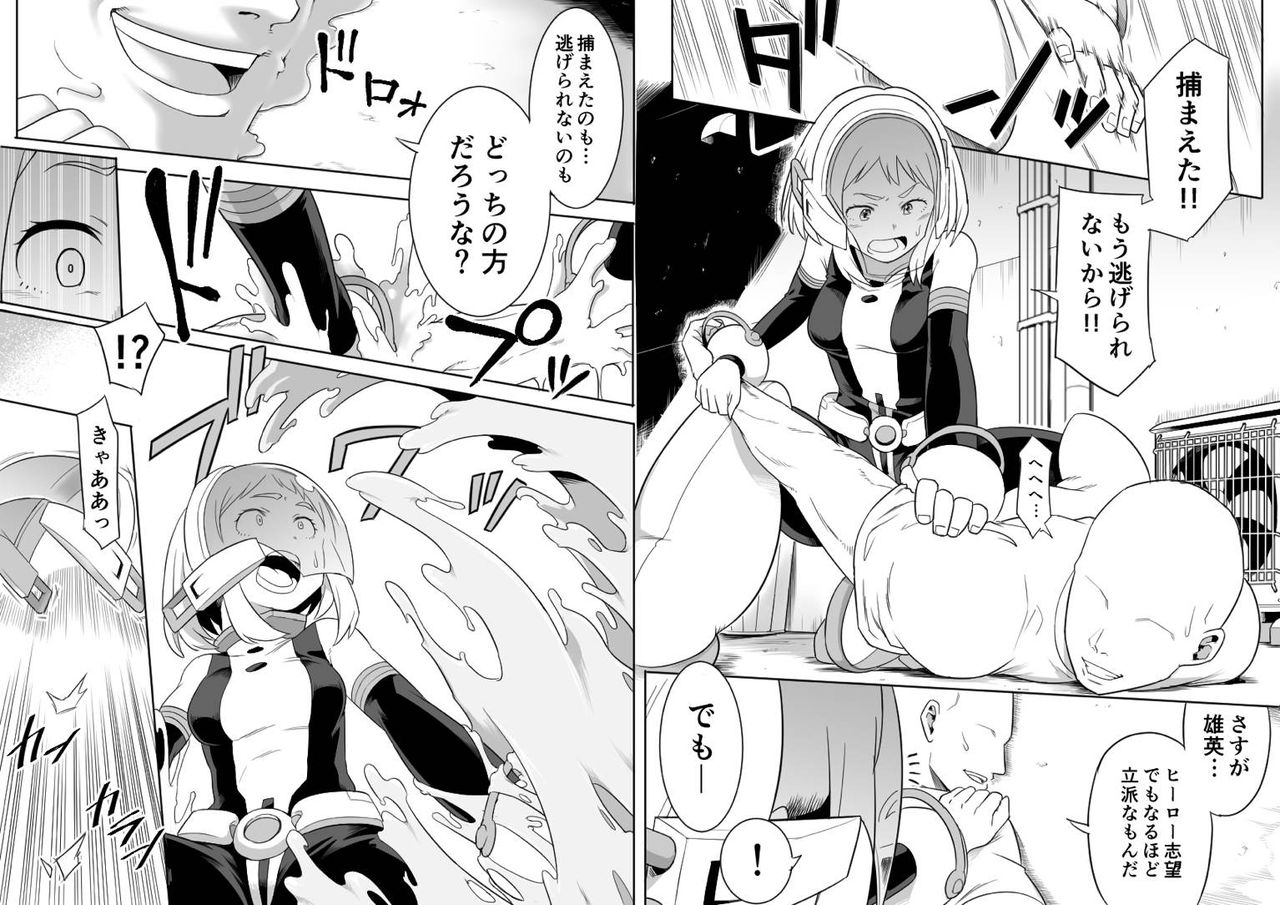 ダンッ
捕まえた!!
もう逃げられ
ないから!!
へへへ…
さすが
雄英…
ヒーロー志望
でもなるほど
立派なもんだ
でも―
!
捕まえたのも…
逃げられないのも
ドロォ
どっちの方
だろうな?
ドプッ
!?
ブワッ
きゃああっ
カン
カラン